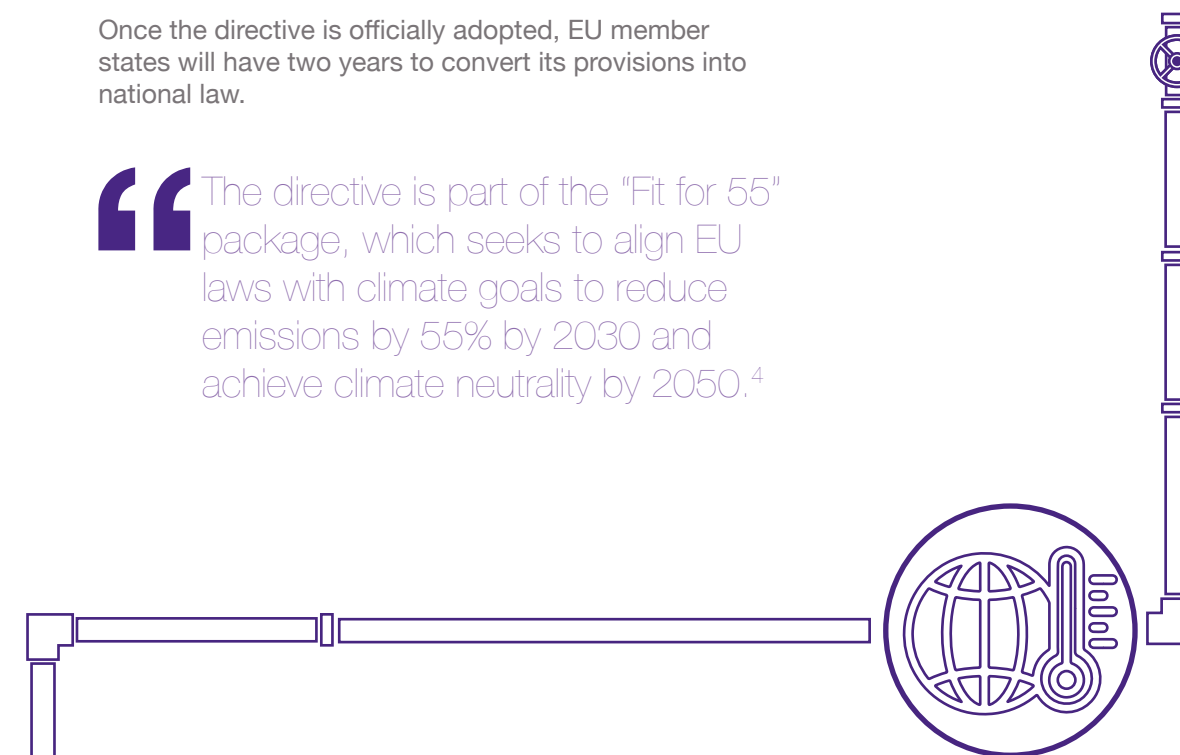 Once the directive is officially adopted, EU member
states will have two years to convert its provisions into
national law.
“The directive is part of the "Fit for 55"
package, which seeks to align EU
laws with climate goals to reduce
emissions by 55% by 2030 and
achieve climate neutrality by 2050.⁴